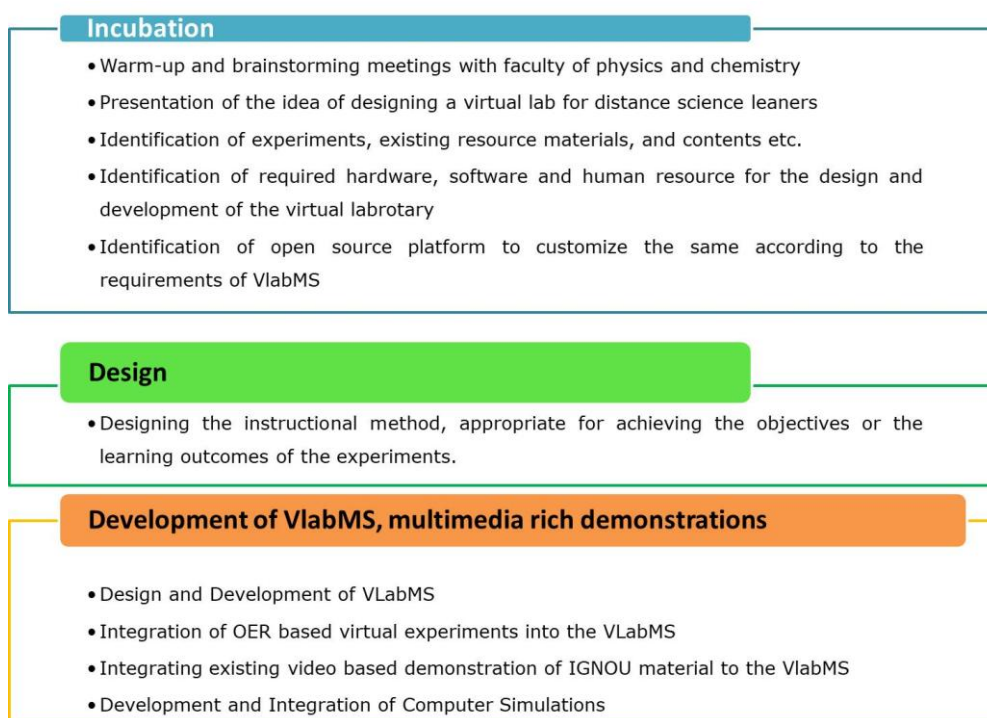 Incubation
• Warm-up and brainstorming meetings with faculty of physics and chemistry
• Presentation of the idea of designing a virtual lab for distance science leaners
• Identification of experiments, existing resource materials, and contents etc.
• Identification of required hardware, software and human resource for the design and
development of the virtual labrotary
• Identification of open source platform to customize the same according to the
requirements of VlabMS
Design
• Designing the instructional method, appropriate for achieving the objectives or the
learning outcomes of the experiments.
Development of VlabMS, multimedia rich demonstrations
• Design and Development of VLabMS
• Integration of OER based virtual experiments into the VLabMS
• Integrating existing video based demonstration of IGNOU material to the VlabMS
• Development and Integration of Computer Simulations